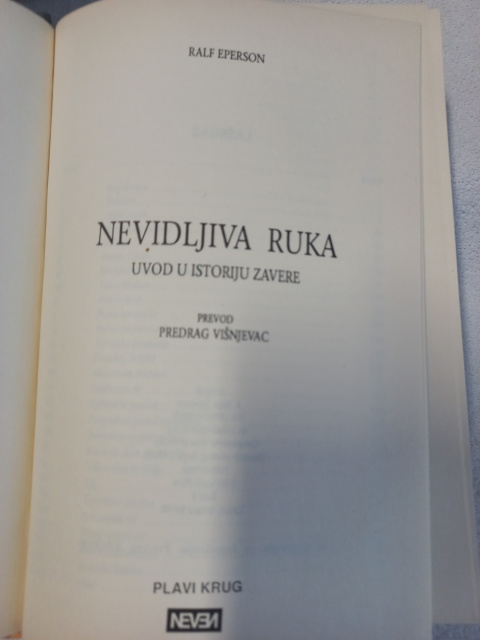 RALF EPERSON
NEVIDLJIVA RUKA
UVOD U ISTORIJU ZAVERE
PREVOD
PREDRAG VIŠNJEVAC
PLAVI KRUG
NEVEN